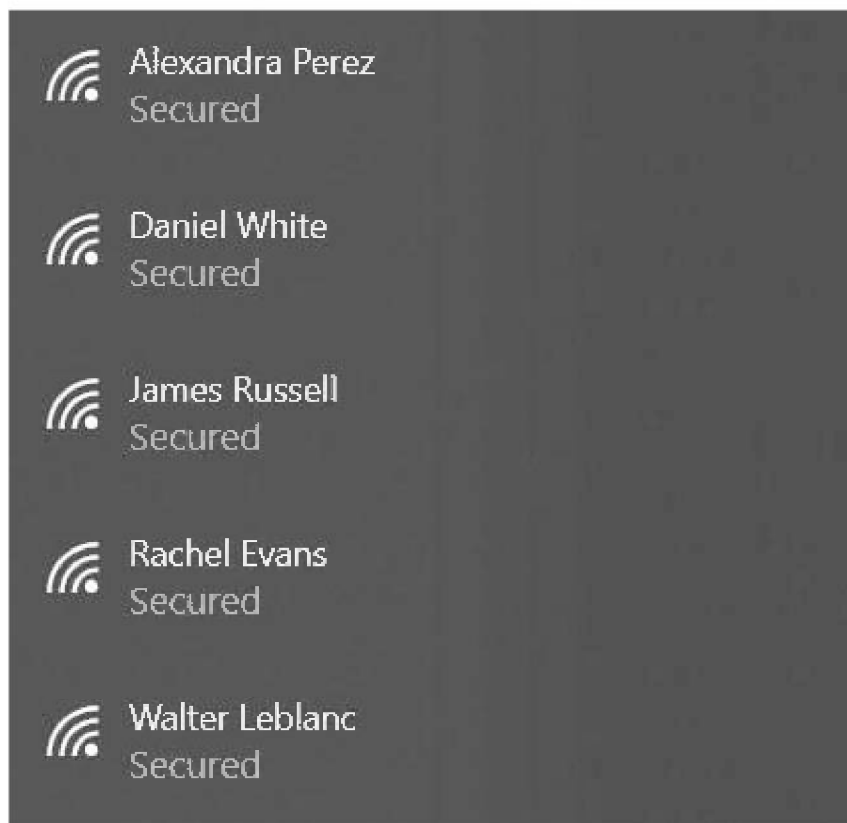 Alexandra Perez
Secured
Daniel White
Secured
James Russell
Secured
Rachel Evans
Secured
Walter Leblanc
Secured